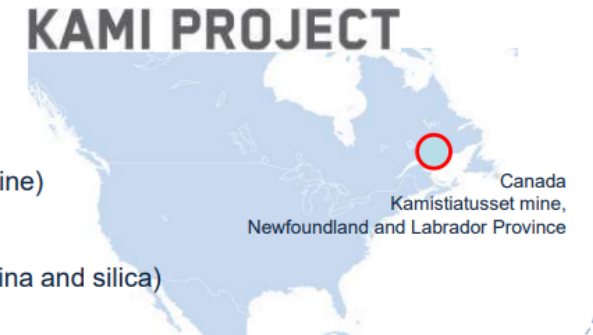 KAMI PROJECT
ine)
Canada
Kamistiatusset mine,
Newfoundland and Labrador Province
ina and silica)